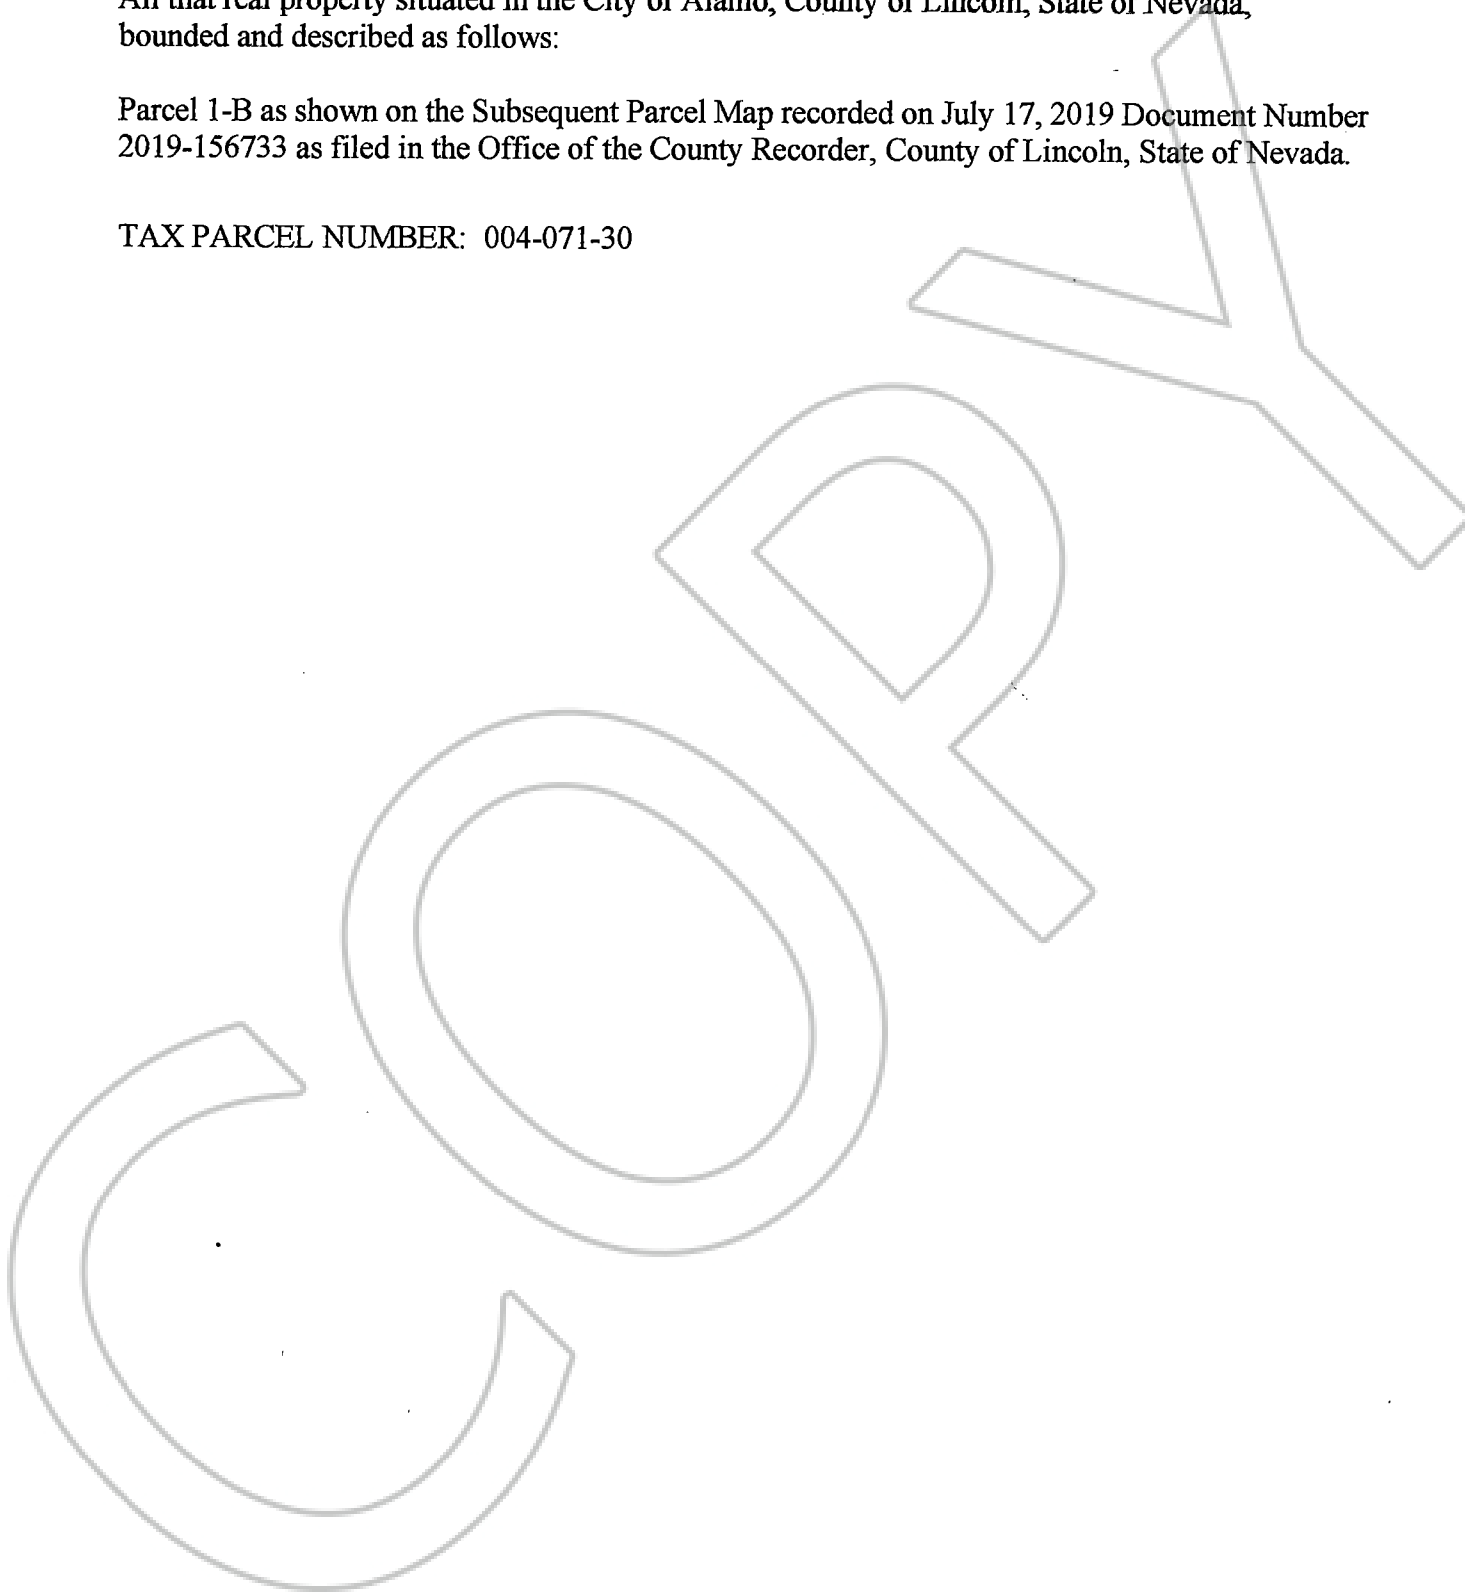 All that real property situated in the City of Alamo, County of Lincoln, State of Nevada,
bounded and described as follows:
Parcel 1-B as shown on the Subsequent Parcel Map recorded on July 17, 2019 Document Number
2019-156733 as filed in the Office of the County Recorder, County of Lincoln, State of Nevada.
TAX PARCEL NUMBER: 004-071-30
COPY